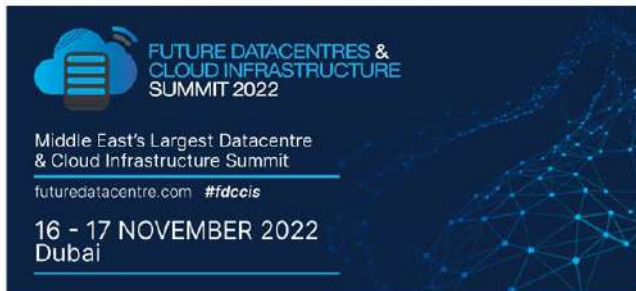 FUTURE DATACENTRES &
CLOUD INFRASTRUCTURE
SUMMIT 2022
Middle East's Largest Datacentre
& Cloud Infrastructure Summit
futuredatacentre.com #fdccis
16 - 17 NOVEMBER 2022
Dubai